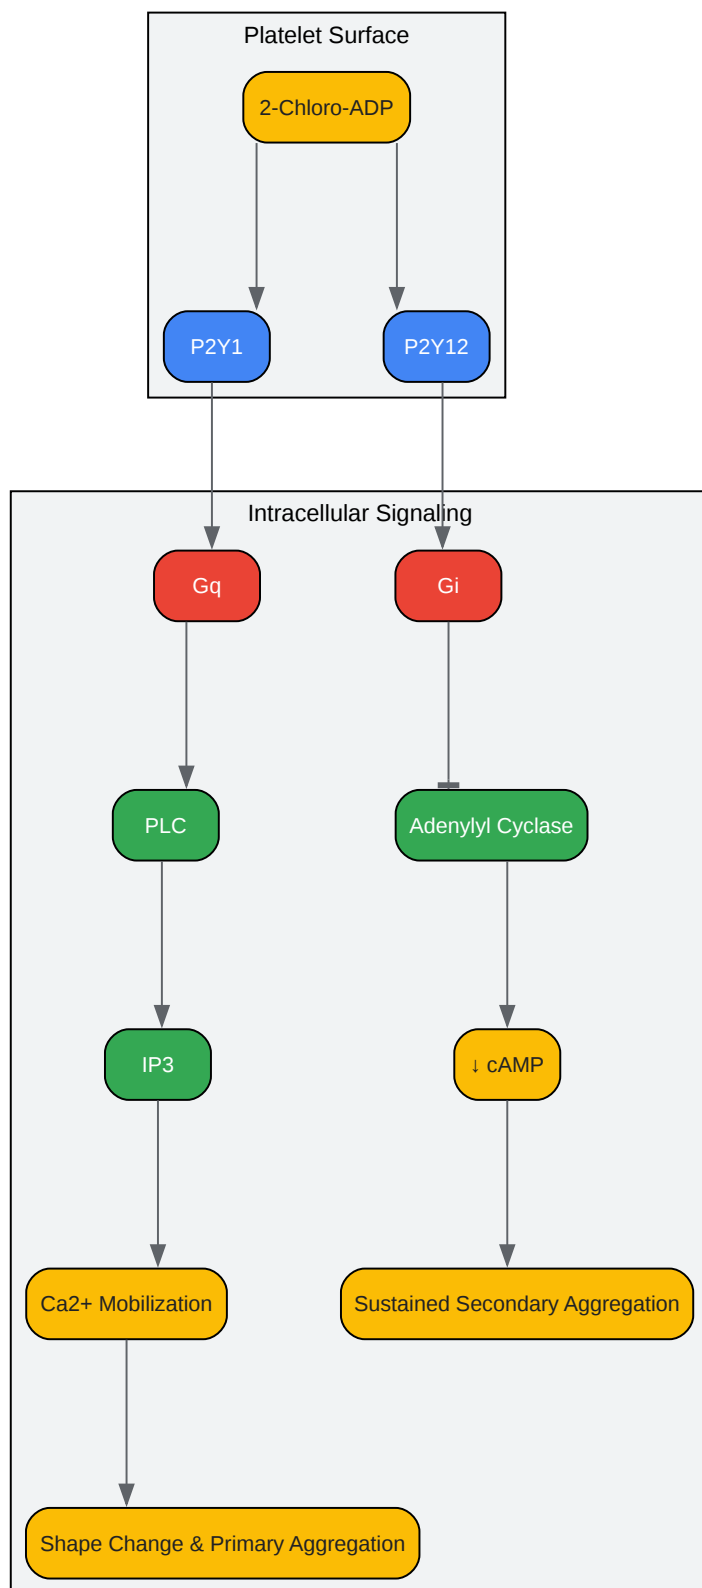 Platelet Surface
2-Chloro-ADP
P2Y1
P2Y12
Intracellular Signaling
Gq
Gi
PLC
Adenylyl Cyclase
IP3
↓ cAMP
Ca2+ Mobilization
Sustained Secondary Aggregation
Shape Change & Primary Aggregation